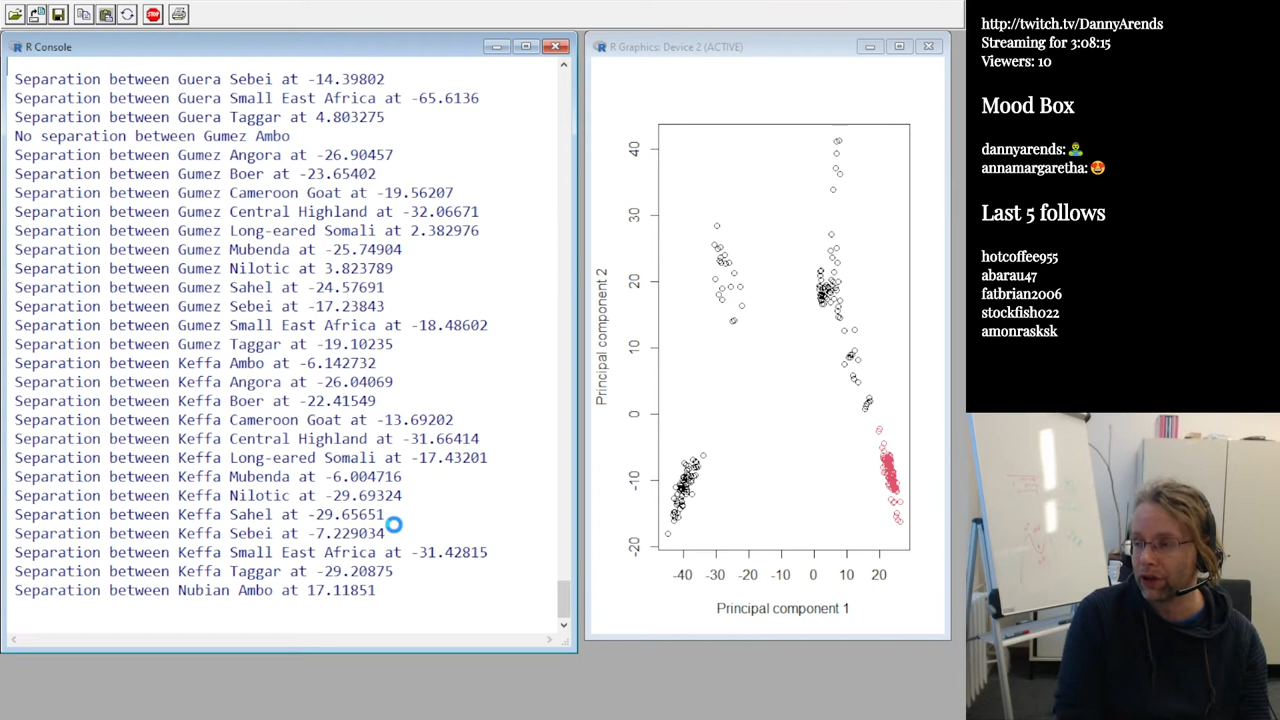 R Console
Separation between Guera Sebei at -14.39802
Separation between Guera Small East Africa at -65.6136
Separation between Guera Taggar at 4.803275
No separation between Gumez Ambo
Separation between Gumez Angora at -26.90457
Separation between Gumez Boer at -23.65402
Separation between Gumez Cameroon Goat at -19.56207
Separation between Gumez Central Highland at -32.06671
Separation between Gumez Long-eared Somali at 2.382976
Separation between Gumez Mubenda at -25.74904
Separation between Gumez Nilotic at 3.823789
Separation between Gumez Sahel at -24.57691
Separation between Gumez Sebei at -17.23843
Separation between Gumez Small East Africa at -18.48602
Separation between Gumez Taggar at -19.10235
Separation between Keffa Ambo at -6.142732
Separation between Keffa Angora at -26.04069
Separation between Keffa Boer at -22.41549
Separation between Keffa Cameroon Goat at -13.69202
Separation between Keffa Central Highland at -31.66414
Separation between Keffa Long-eared Somali at -17.43201
Separation between Keffa Mubenda at -6.004716
Separation between Keffa Nilotic at -29.69324
Separation between Keffa Sahel at -29.65651
Separation between Keffa Sebei at -7.229034
Separation between Keffa Small East Africa at -31.42815
Separation between Keffa Taggar at -29.20875
Separation between Nubian Ambo at 17.11851
R Graphics: Device 2 (ACTIVE)
40
30
20
10
0
-10
-20
Principal component 2
-40 -30 -20 -10 0 10 20
Principal component 1
http://twitch.tv/DannyArends
Streaming for 3:08:15
Viewers: 10
Mood Box
dannyarends: 🧟‍♂️
annamargaretha: 😍
Last 5 follows
hotcoffee955
abarau47
fatbrian2006
stockfish022
amonrasksk
STOP